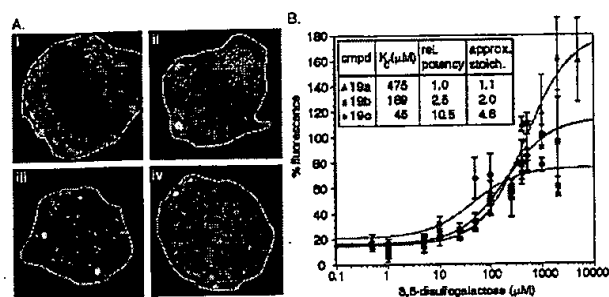 A.
i
ii
iii
iv
B.
% fluorescence
180
160
140
120
100
80
60
40
20
0
cmpd K_c(μM) rel. potency approx. stoich.
▵19a 475 1.0 1.1
19b 189 2.5 2.0
•19c 45 10.5 4.8
0.1 1 10 100 1000 10000
3,6-disulfogalactose (μM)